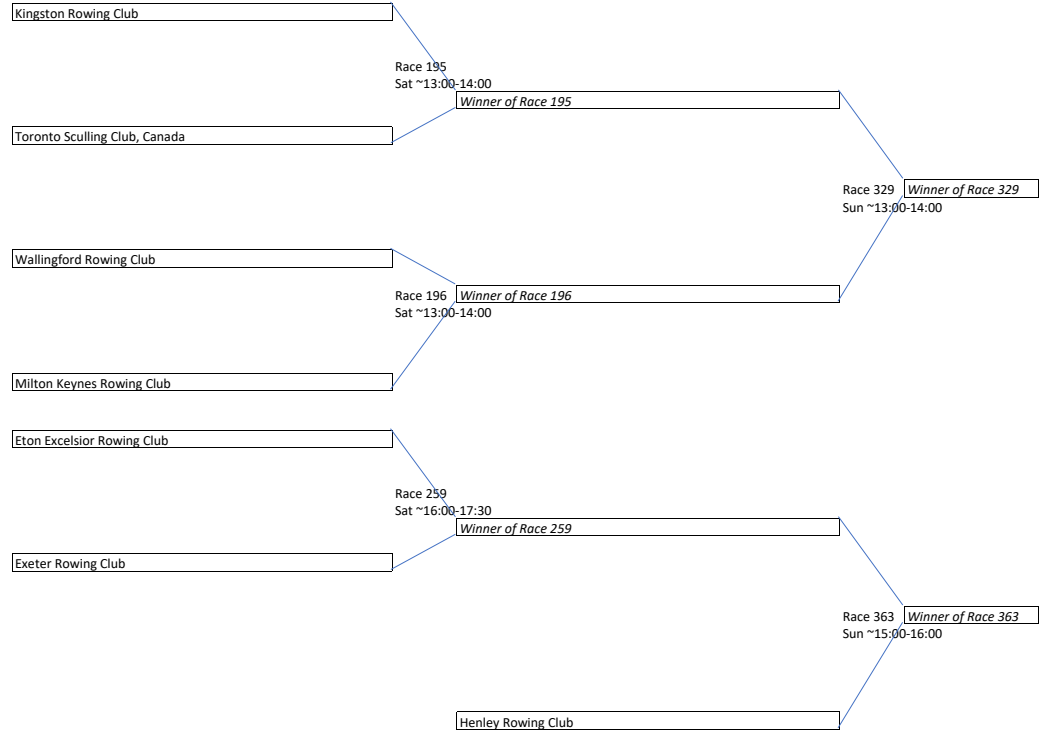 Kingston Rowing Club
Race 195
Sat ~13:00-14:00
Winner of Race 195
Toronto Sculling Club, Canada
Race 329
Winner of Race 329
Sun ~13:00-14:00
Wallingford Rowing Club
Race 196
Winner of Race 196
Sat ~13:00-14:00
Milton Keynes Rowing Club
Eton Excelsior Rowing Club
Race 259
Sat ~16:00-17:30
Winner of Race 259
Exeter Rowing Club
Race 363
Winner of Race 363
Sun ~15:00-16:00
Henley Rowing Club